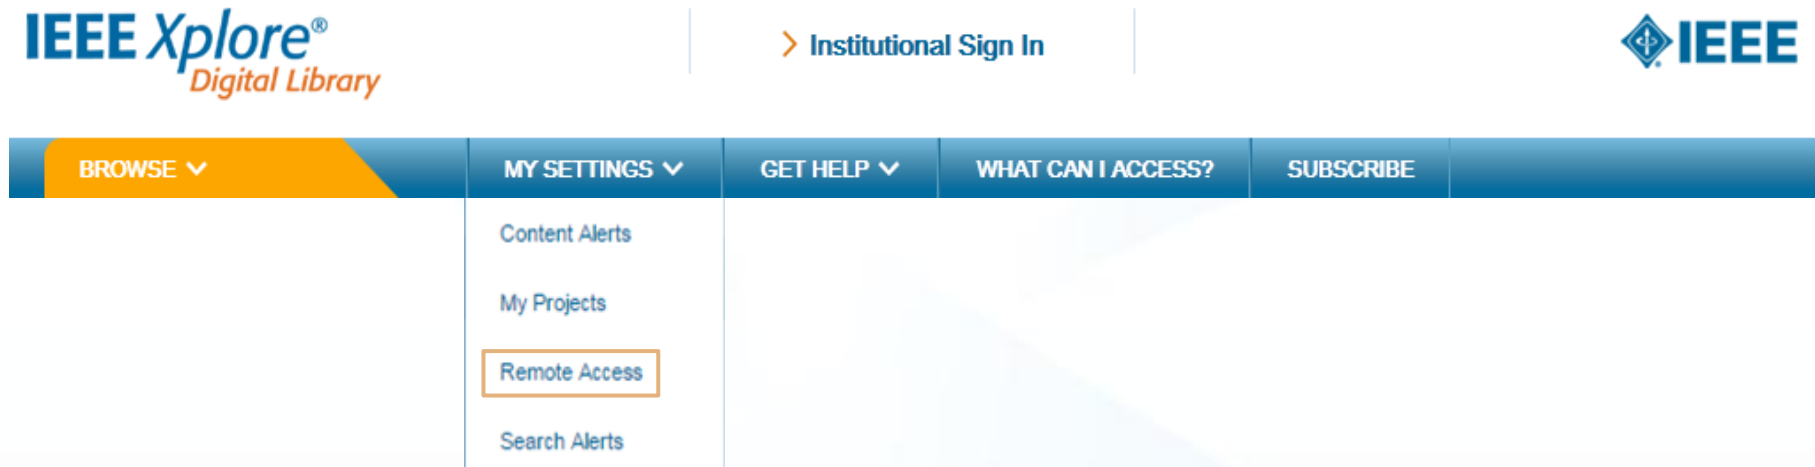 IEEE Xplore®
Digital Library
Institutional Sign In
IEEE
BROWSE
MY SETTINGS
GET HELP
WHAT CAN I ACCESS?
SUBSCRIBE
Content Alerts
My Projects
Remote Access
Search Alerts